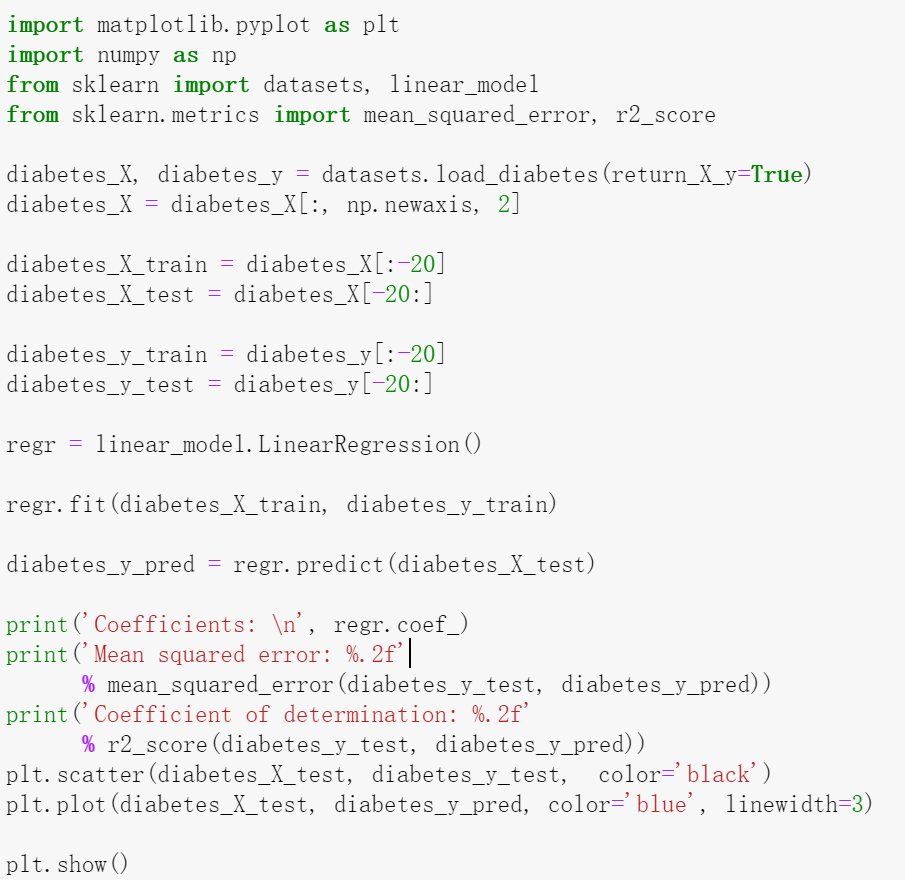 import matplotlib.pyplot as plt
import numpy as np
from sklearn import datasets, linear_model
from sklearn.metrics import mean_squared_error, r2_score

diabetes_X, diabetes_y = datasets.load_diabetes(return_X_y=True)
diabetes_X = diabetes_X[:, np.newaxis, 2]

diabetes_X_train = diabetes_X[:-20]
diabetes_X_test = diabetes_X[-20:]

diabetes_y_train = diabetes_y[:-20]
diabetes_y_test = diabetes_y[-20:]

regr = linear_model.LinearRegression()

regr.fit(diabetes_X_train, diabetes_y_train)

diabetes_y_pred = regr.predict(diabetes_X_test)

print('Coefficients: \n', regr.coef_)
print('Mean squared error: %.2f'
      % mean_squared_error(diabetes_y_test, diabetes_y_pred))
print('Coefficient of determination: %.2f'
      % r2_score(diabetes_y_test, diabetes_y_pred))
plt.scatter(diabetes_X_test, diabetes_y_test,  color='black')
plt.plot(diabetes_X_test, diabetes_y_pred, color='blue', linewidth=3)

plt.show()